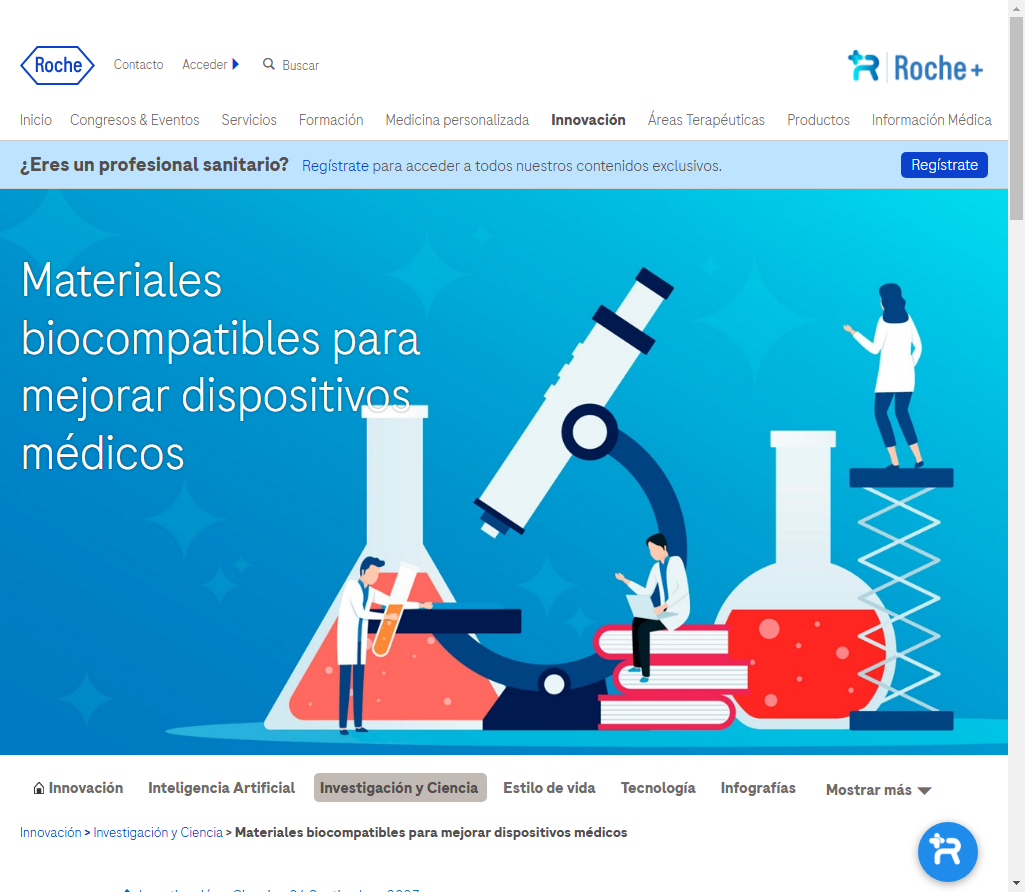 Roche Contacto Acceder Buscar Roche+
Inicio Congresos & Eventos Servicios Formación Medicina personalizada Innovación Áreas Terapéuticas Productos Información Médica
¿Eres un profesional sanitario? Regístrate para acceder a todos nuestros contenidos exclusivos. Regístrate
Materiales
biocompatibles para
mejorar dispositivos
médicos
Innovación Inteligencia Artificial Investigación y Ciencia Estilo de vida Tecnología Infografías Mostrar más
Innovación > Investigación y Ciencia > Materiales biocompatibles para mejorar dispositivos médicos